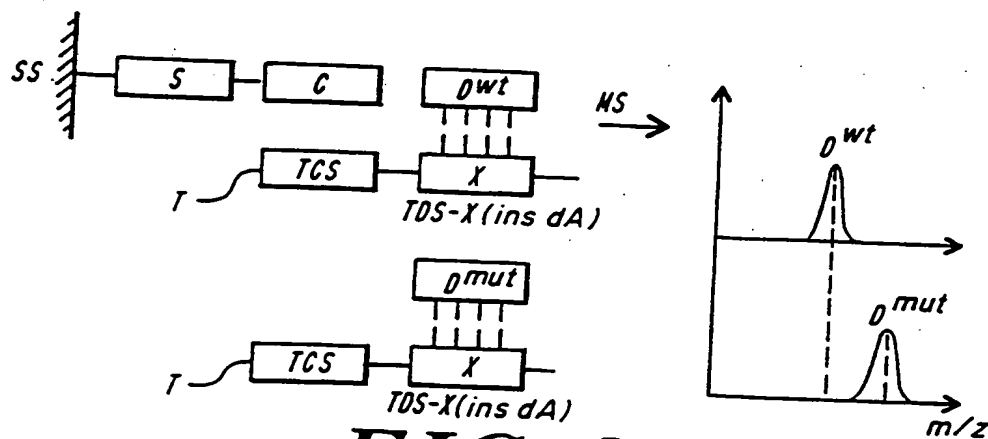 SS
S
C
D wt
MS
TCS
X
T
TDS-X(ins dA)
D wt
D mut
TCS
X
T
TDS-X(ins dA)
D mut
m/z